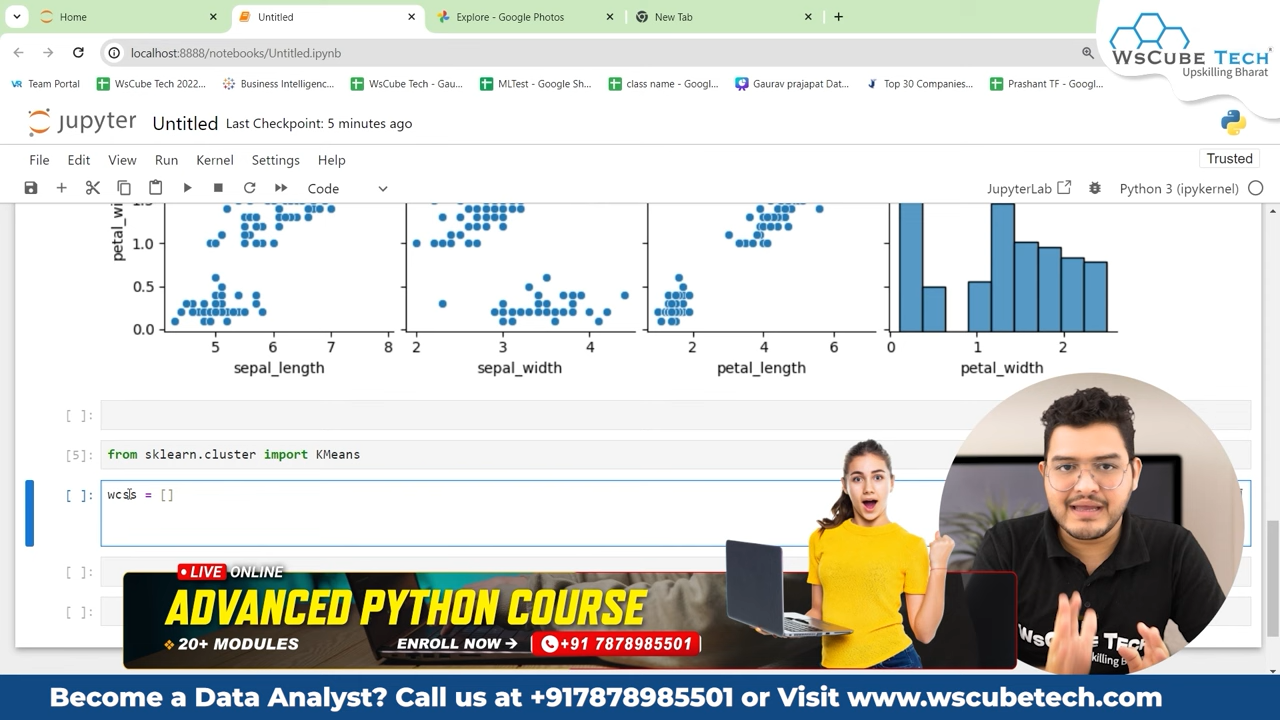 Home
Untitled
Explore - Google Photos
New Tab
localhost:8888/notebooks/Untitled.ipynb
WsCube Tech
Upskilling Bharat
VR Team Portal
WsCube Tech 2022...
Business Intelligenc...
WsCube Tech - Gau...
MLTest - Google Sh...
class name - Googl...
Gaurav prajapat Dat...
Top 30 Companies...
Prashant TF - Googl...
jupyter Untitled Last Checkpoint: 5 minutes ago
File Edit View Run Kernel Settings Help
Trusted
Code
JupyterLab
Python 3 (ipykernel)
1.0
0.5
0.0
5 6 7 8
2 3 4
2 4 6
0 1 2
sepal_length
sepal_width
petal_length
petal_width
[ ]:
[5]: from sklearn.cluster import KMeans
[ ]: wcss = []
[ ]:
[ ]:
LIVE ONLINE
ADVANCED PYTHON COURSE
20+ MODULES
ENROLL NOW → +91 7878985501
WsCube Tech
Become a Data Analyst? Call us at +917878985501 or Visit www.wscubetech.com